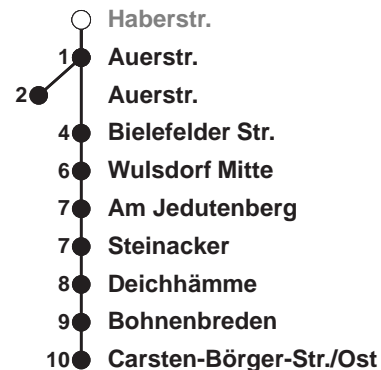 Haberstr.
1 Auerstr.
2 Auerstr.
4 Bielefelder Str.
6 Wulsdorf Mitte
7 Am Jedutenberg
7 Steinacker
8 Deichhämme
9 Bohnenbreden
10 Carsten-Börger-Str./Ost